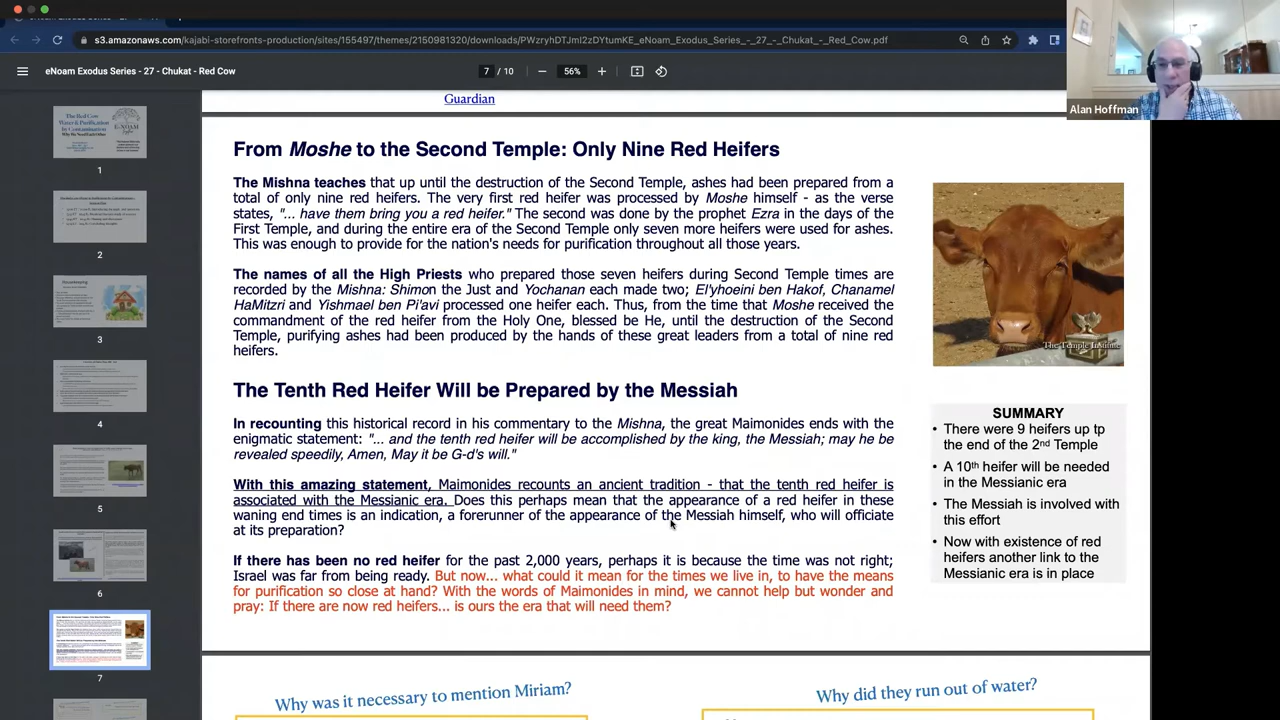 s3.amazonaws.com/kajabi-storefronts-production/sites/155497/themes/2150981320/downloads/PWzryhDTJmI2zDYtumKE_eNoam_Exodus_Series_-_27_-_Chukat_-_Red_Cow.pdf
eNoam Exodus Series - 27 - Chukat - Red Cow
7 / 10
56%
Alan Hoffman
The Red Cow
Water & Purification
by Contamination
Why We Need Each Other
E-NOAM
1
2
Housekeeping
3
4
5
6
7
Guardian
From Moshe to the Second Temple: Only Nine Red Heifers
The Mishna teaches that up until the destruction of the Second Temple, ashes had been prepared from a
total of only nine red heifers. The very first red heifer was processed by Moshe himself - as the verse
states, "... have them bring you a red heifer." The second was done by the prophet Ezra in the days of the
First Temple, and during the entire era of the Second Temple only seven more heifers were used for ashes.
This was enough to provide for the nation's needs for purification throughout all those years.
The names of all the High Priests who prepared those seven heifers during Second Temple times are
recorded by the Mishna: Shimon the Just and Yochanan each made two; El'yhoeini ben Hakof, Chanamel
HaMitzri and Yishmael ben Pi'avi processed one heifer each. Thus, from the time that Moshe received the
commandment of the red heifer from the Holy One, blessed be He, until the destruction of the Second
Temple, purifying ashes had been produced by the hands of these great leaders from a total of nine red
heifers.
The Temple Institute
The Tenth Red Heifer Will be Prepared by the Messiah
In recounting this historical record in his commentary to the Mishna, the great Maimonides ends with the
enigmatic statement: "... and the tenth red heifer will be accomplished by the king, the Messiah; may he be
revealed speedily, Amen, May it be G-d's will."
With this amazing statement, Maimonides recounts an ancient tradition - that the tenth red heifer is
associated with the Messianic era. Does this perhaps mean that the appearance of a red heifer in these
waning end times is an indication, a forerunner of the appearance of the Messiah himself, who will officiate
at its preparation?
If there has been no red heifer for the past 2,000 years, perhaps it is because the time was not right;
Israel was far from being ready. But now... what could it mean for the times we live in, to have the means
for purification so close at hand? With the words of Maimonides in mind, we cannot help but wonder and
pray: If there are now red heifers... is ours the era that will need them?
SUMMARY
• There were 9 heifers up tp
the end of the 2nd Temple
• A 10th heifer will be needed
in the Messianic era
• The Messiah is involved with
this effort
• Now with existence of red
heifers another link to the
Messianic era is in place
Why was it necessary to mention Miriam?
Why did they run out of water?